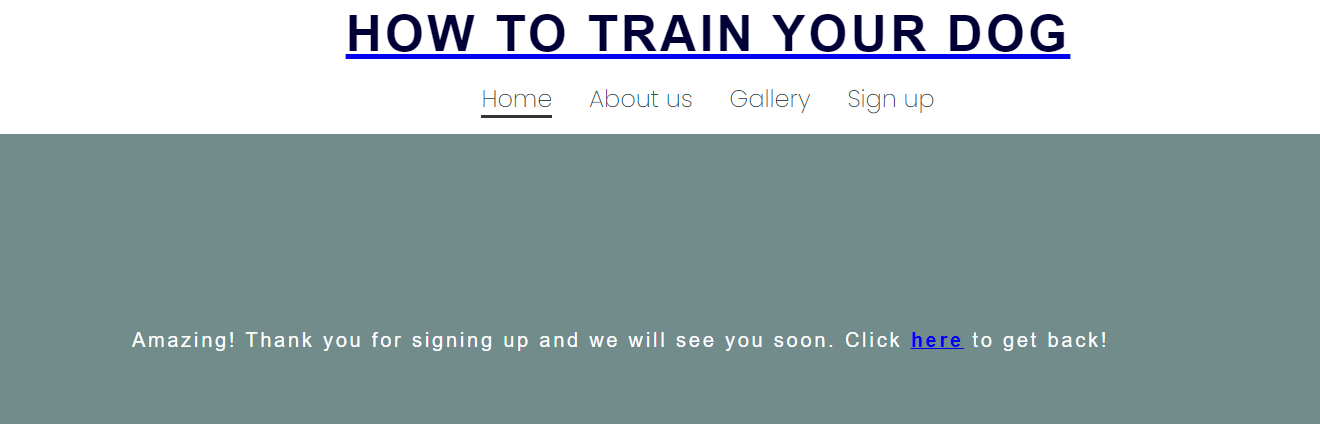 HOW TO TRAIN YOUR DOG
Home About us Gallery Sign up
Amazing! Thank you for signing up and we will see you soon. Click here to get back!